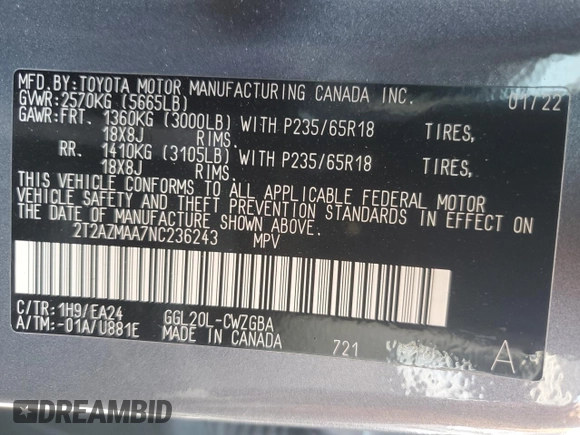 MFD.BY:TOYOTA MOTOR MANUFACTURING CANADA INC. 01/22
GVWR:2570KG (5665LB)
GAWR:FRT. 1360KG (3000LB) WITH P235/65R18 TIRES,
18X8J RIMS.
RR. 1410KG (3105LB) WITH P235/65R18 TIRES,
18X8J RIMS.
THIS VEHICLE CONFORMS TO ALL APPLICABLE FEDERAL MOTOR
VEHICLE SAFETY AND THEFT PREVENTION STANDARDS IN EFFECT ON
THE DATE OF MANUFACTURE SHOWN ABOVE.
2T2AZMAA7NC236243 MPV
C/TR:1H9/EA24 GGL20L-CWZGBA
A/TM:-01A/U881E MADE IN CANADA 721 A
DREAMBID